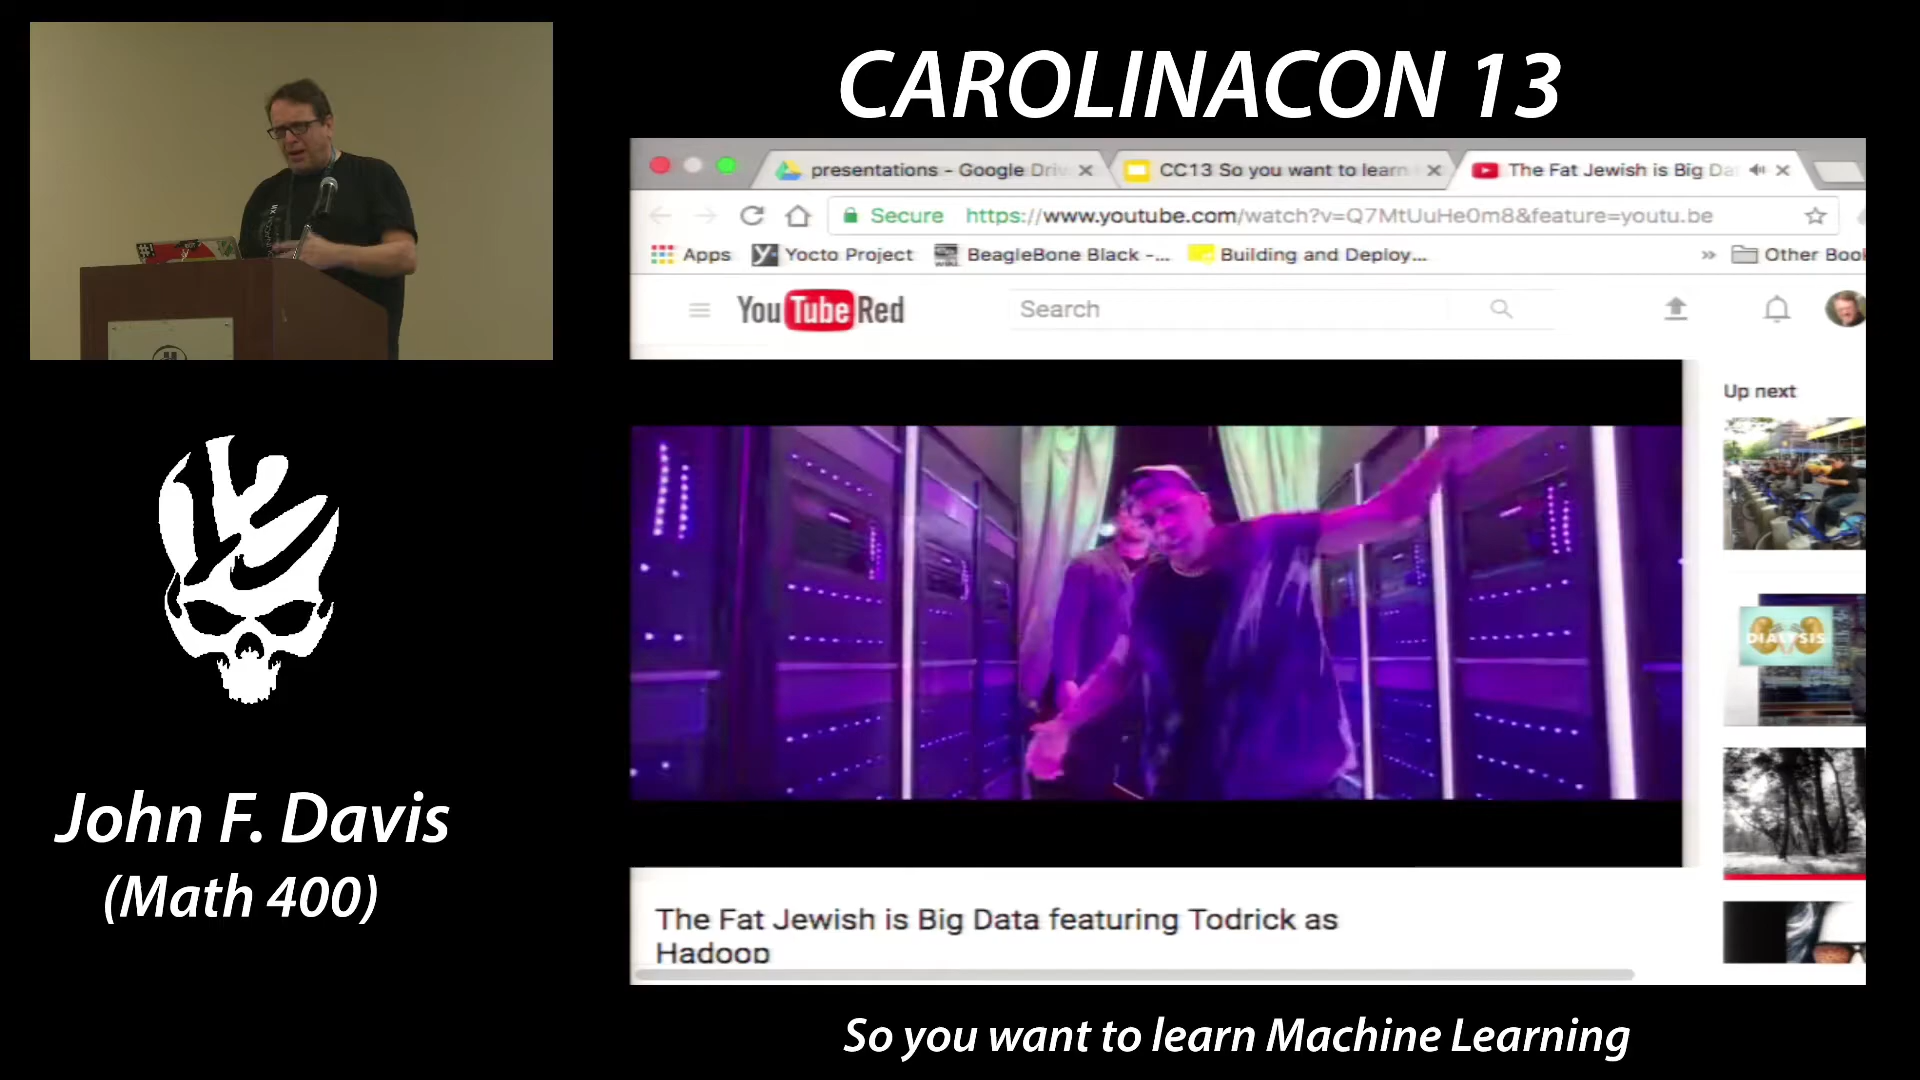 CAROLINACON 13
presentations - Google Driv
CC13 So you want to learn
The Fat Jewish is Big Da
Secure https://www.youtube.com/watch?v=Q7MtUuHe0m8&feature=youtu.be
Apps Yocto Project BeagleBone Black -... Building and Deploy... » Other Boo
YouTube Red
Search
Up next
DIALYSIS
The Fat Jewish is Big Data featuring Todrick as
Hadoop
John F. Davis
(Math 400)
So you want to learn Machine Learning